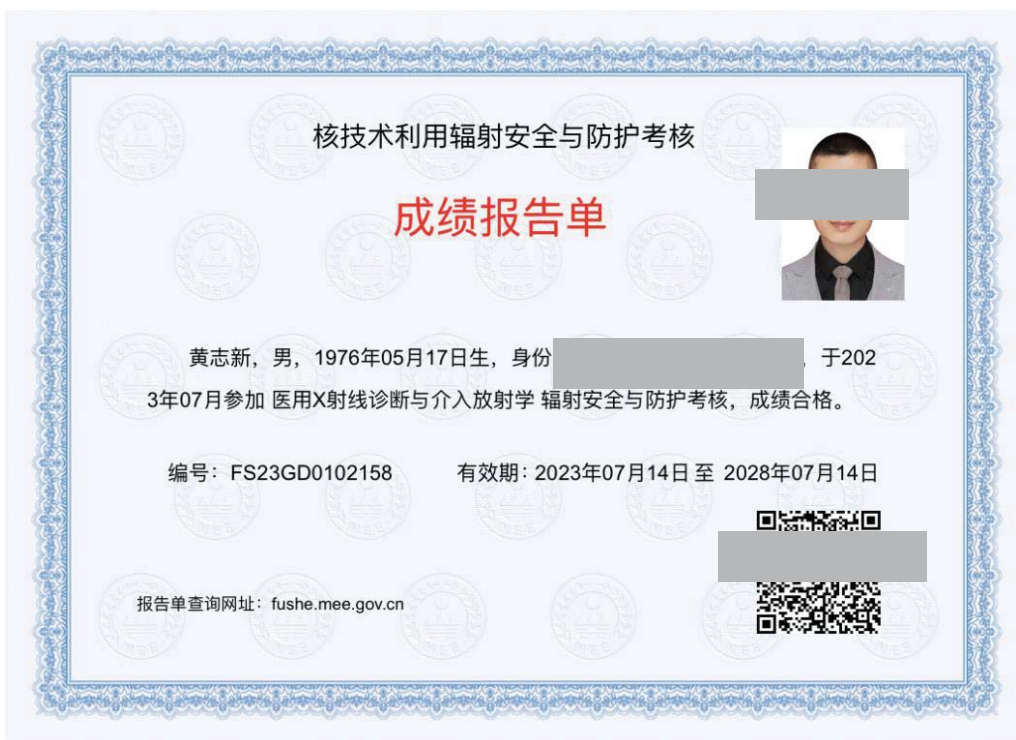 核技术利用辐射安全与防护考核
成绩报告单
黄志新，男，1976年05月17日生，身份，于202
3年07月参加 医用X射线诊断与介入放射学 辐射安全与防护考核，成绩合格。
编号：FS23GD0102158 有效期：2023年07月14日 至 2028年07月14日
报告单查询网址：fushe.mee.gov.cn